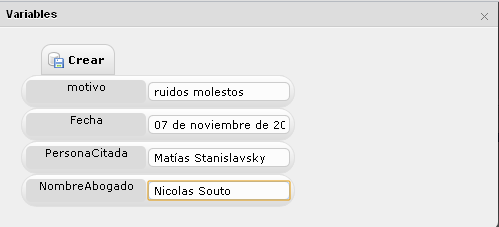 Variables
Crear
motivo ruidos molestos
Fecha 07 de noviembre de 20
PersonaCitada Matías Stanislavsky
NombreAbogado Nicolas Souto